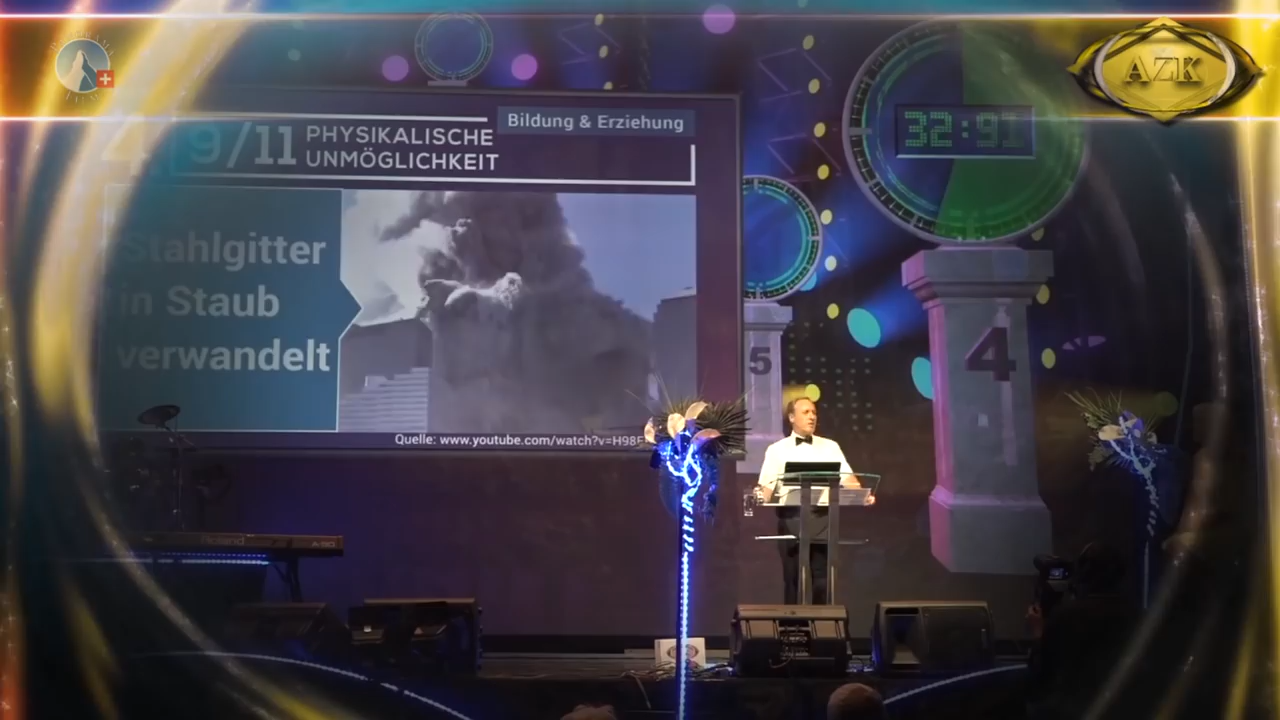 AZK
Bildung & Erziehung
9/11 PHYSIKALISCHE
UNMÖGLICHKEIT
Stahlgitter
in Staub
verwandelt
Quelle: www.youtube.com/watch?v=H98
32:91
5
4
Roland